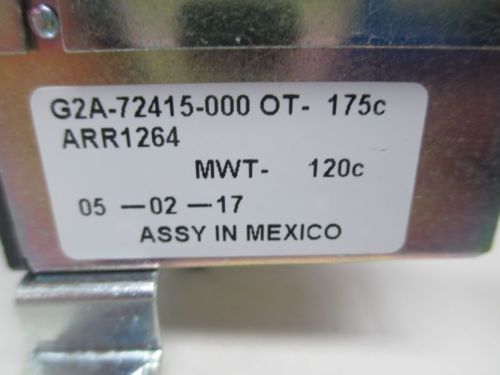 G2A-72415-000 OT- 175c
ARR1264
MWT- 120c
05 —02 —17
ASSY IN MEXICO